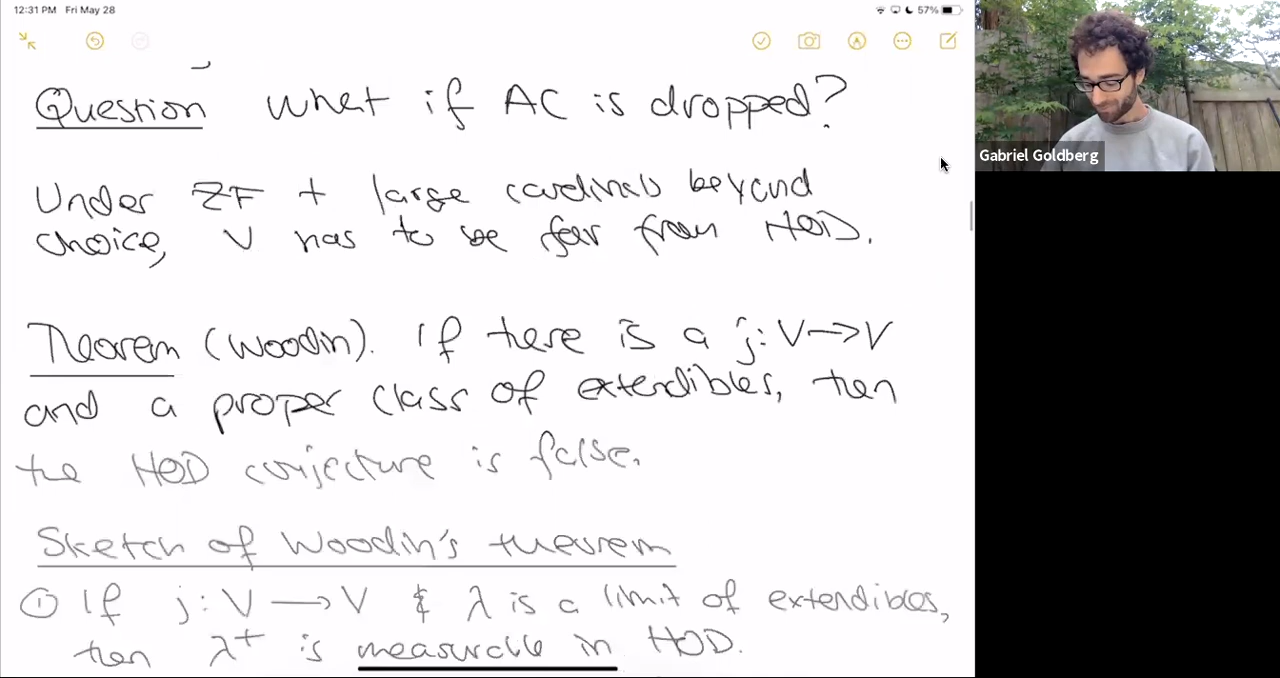 12:31 PM Fri May 28
57%
Question What if AC is dropped?
Under ZF + large cardinals beyond
choice, V has to be far from HOD.
Theorem (Woodin). If there is a j: V → V
and a proper class of extendibles, then
the HOD conjecture is false.
Sketch of Woodin's theorem
① If j: V → V & λ is a limit of extendibles,
then λ⁺ is measurable in HOD.
Gabriel Goldberg